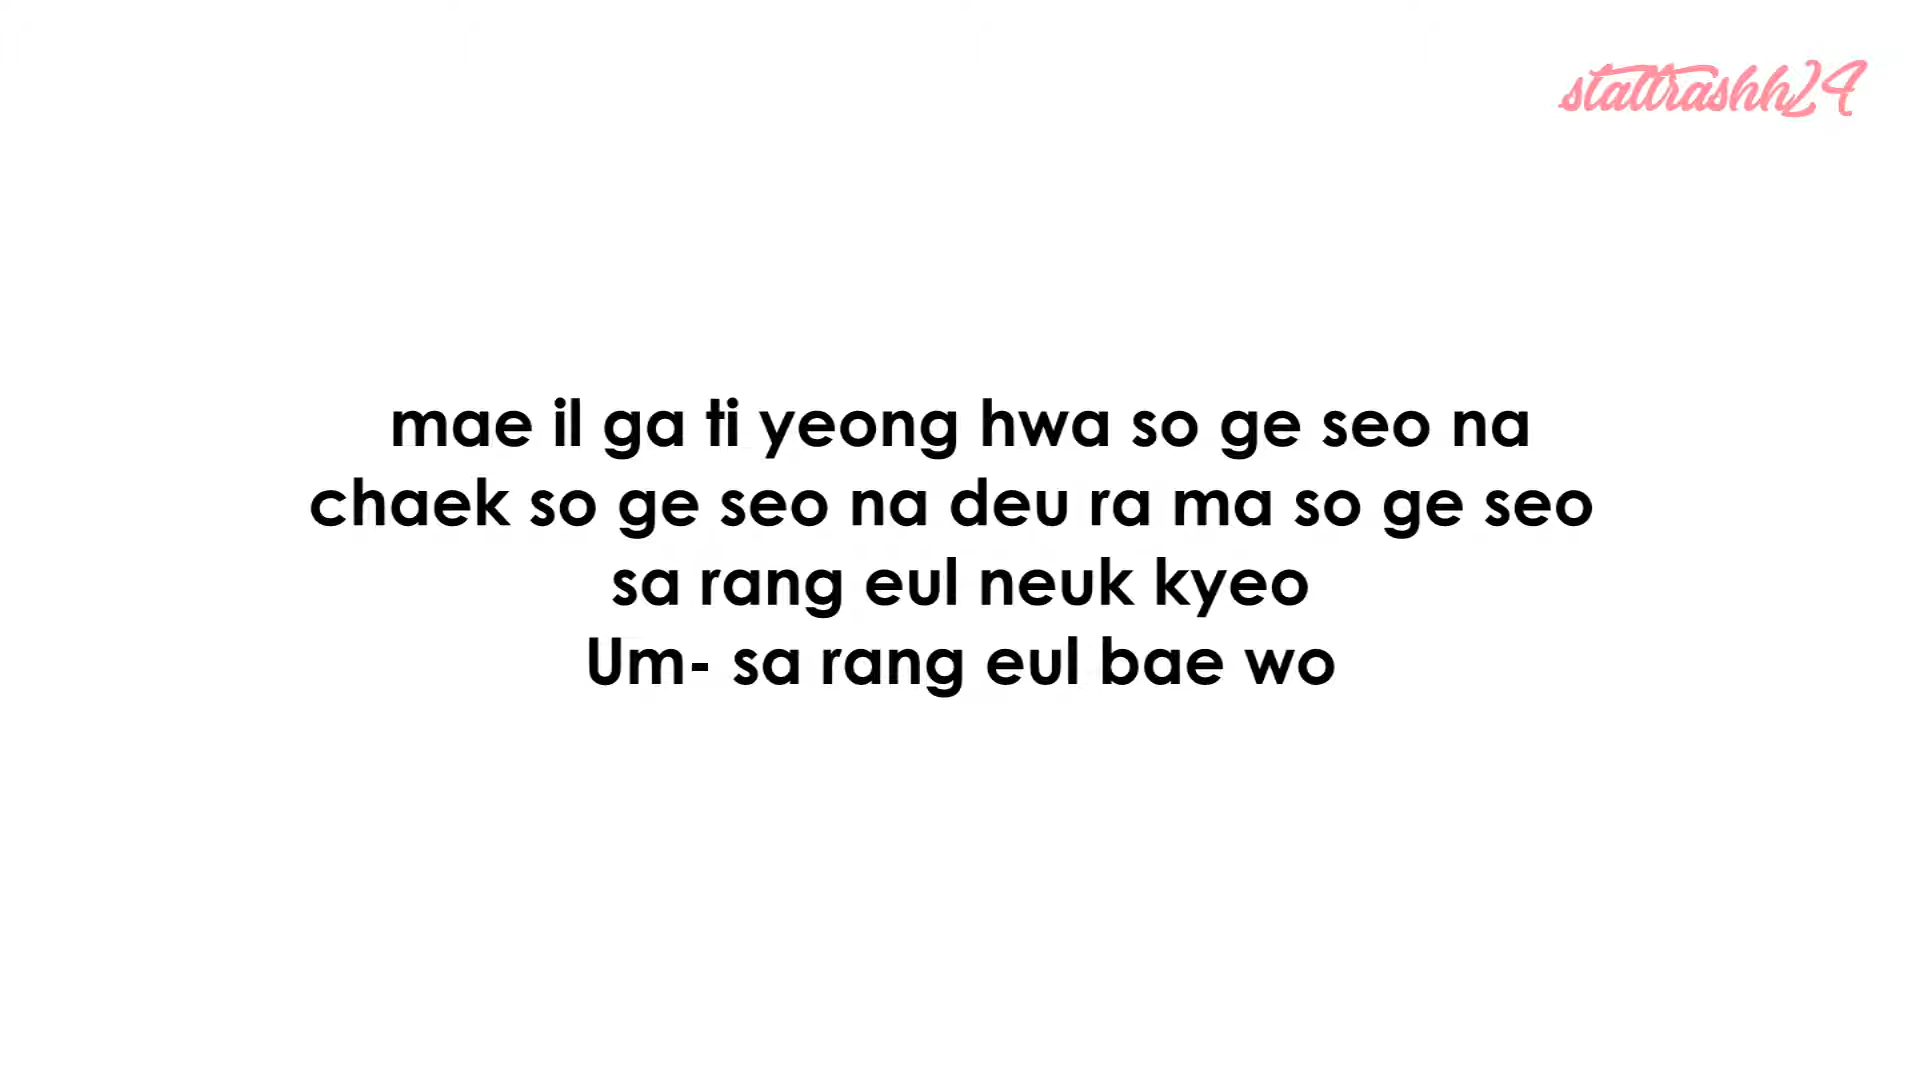 stattrashh24
mae il ga ti yeong hwa so ge seo na
chaek so ge seo na deu ra ma so ge seo
sa rang eul neuk kyeo
Um- sa rang eul bae wo